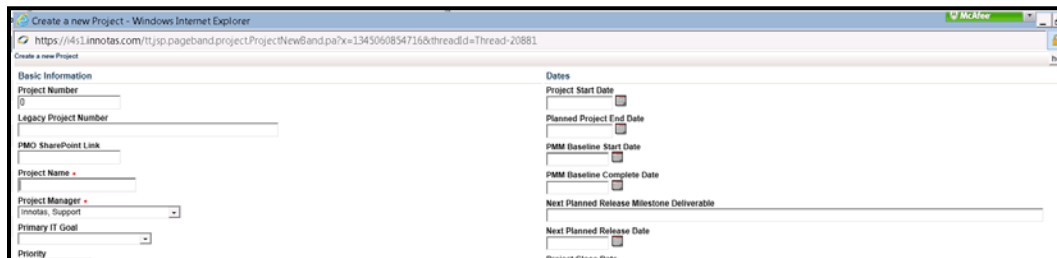 Create a new Project - Windows Internet Explorer
McAfee
https://i4s1.innotas.com/tt.jsp.pageband.project.ProjectNewBand.pa?x=1345060854716&threadId=Thread-20881
Create a new Project
Basic Information
Project Number
0
Legacy Project Number
PMO SharePoint Link
Project Name *
Project Manager *
Innotas, Support
Primary IT Goal
Priority
Dates
Project Start Date
Planned Project End Date
PMM Baseline Start Date
PMM Baseline Complete Date
Next Planned Release Milestone Deliverable
Next Planned Release Date